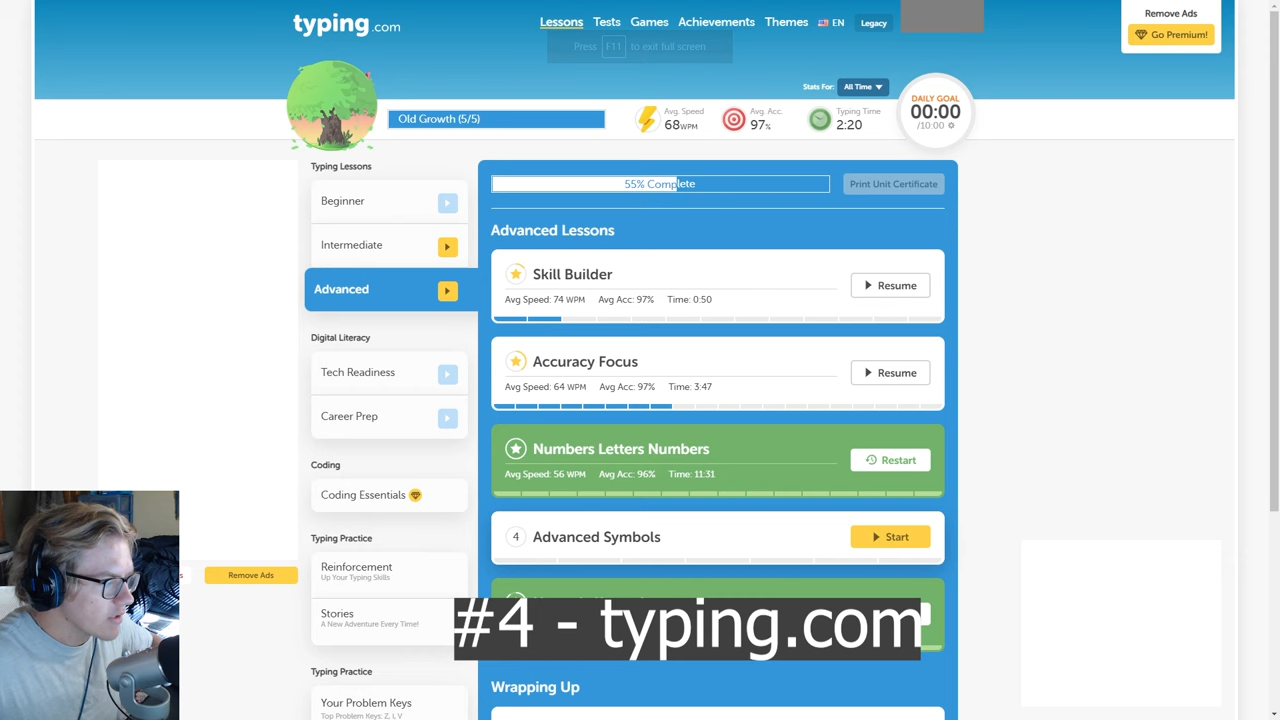 typing.com
Lessons Tests Games Achievements Themes EN Legacy
Remove Ads
Go Premium!
Press F11 to exit full screen
Stats For: All Time
Old Growth (5/5)
Avg. Speed
68WPM
Avg. Acc.
97%
Typing Time
2:20
DAILY GOAL
00:00
/10:00
Typing Lessons
Beginner
Intermediate
Advanced
Digital Literacy
Tech Readiness
Career Prep
Coding
Coding Essentials
Typing Practice
Reinforcement
Up Your Typing Skills
Stories
A New Adventure Every Time!
Typing Practice
Your Problem Keys
Top Problem Keys: Z, I, V
55% Complete
Print Unit Certificate
Advanced Lessons
Skill Builder
Avg Speed: 74 WPM Avg Acc: 97% Time: 0:50
Resume
Accuracy Focus
Avg Speed: 64 WPM Avg Acc: 97% Time: 3:47
Resume
Numbers Letters Numbers
Avg Speed: 56 WPM Avg Acc: 96% Time: 11:31
Restart
4 Advanced Symbols
Start
Wrapping Up
Remove Ads
#4 - typing.com